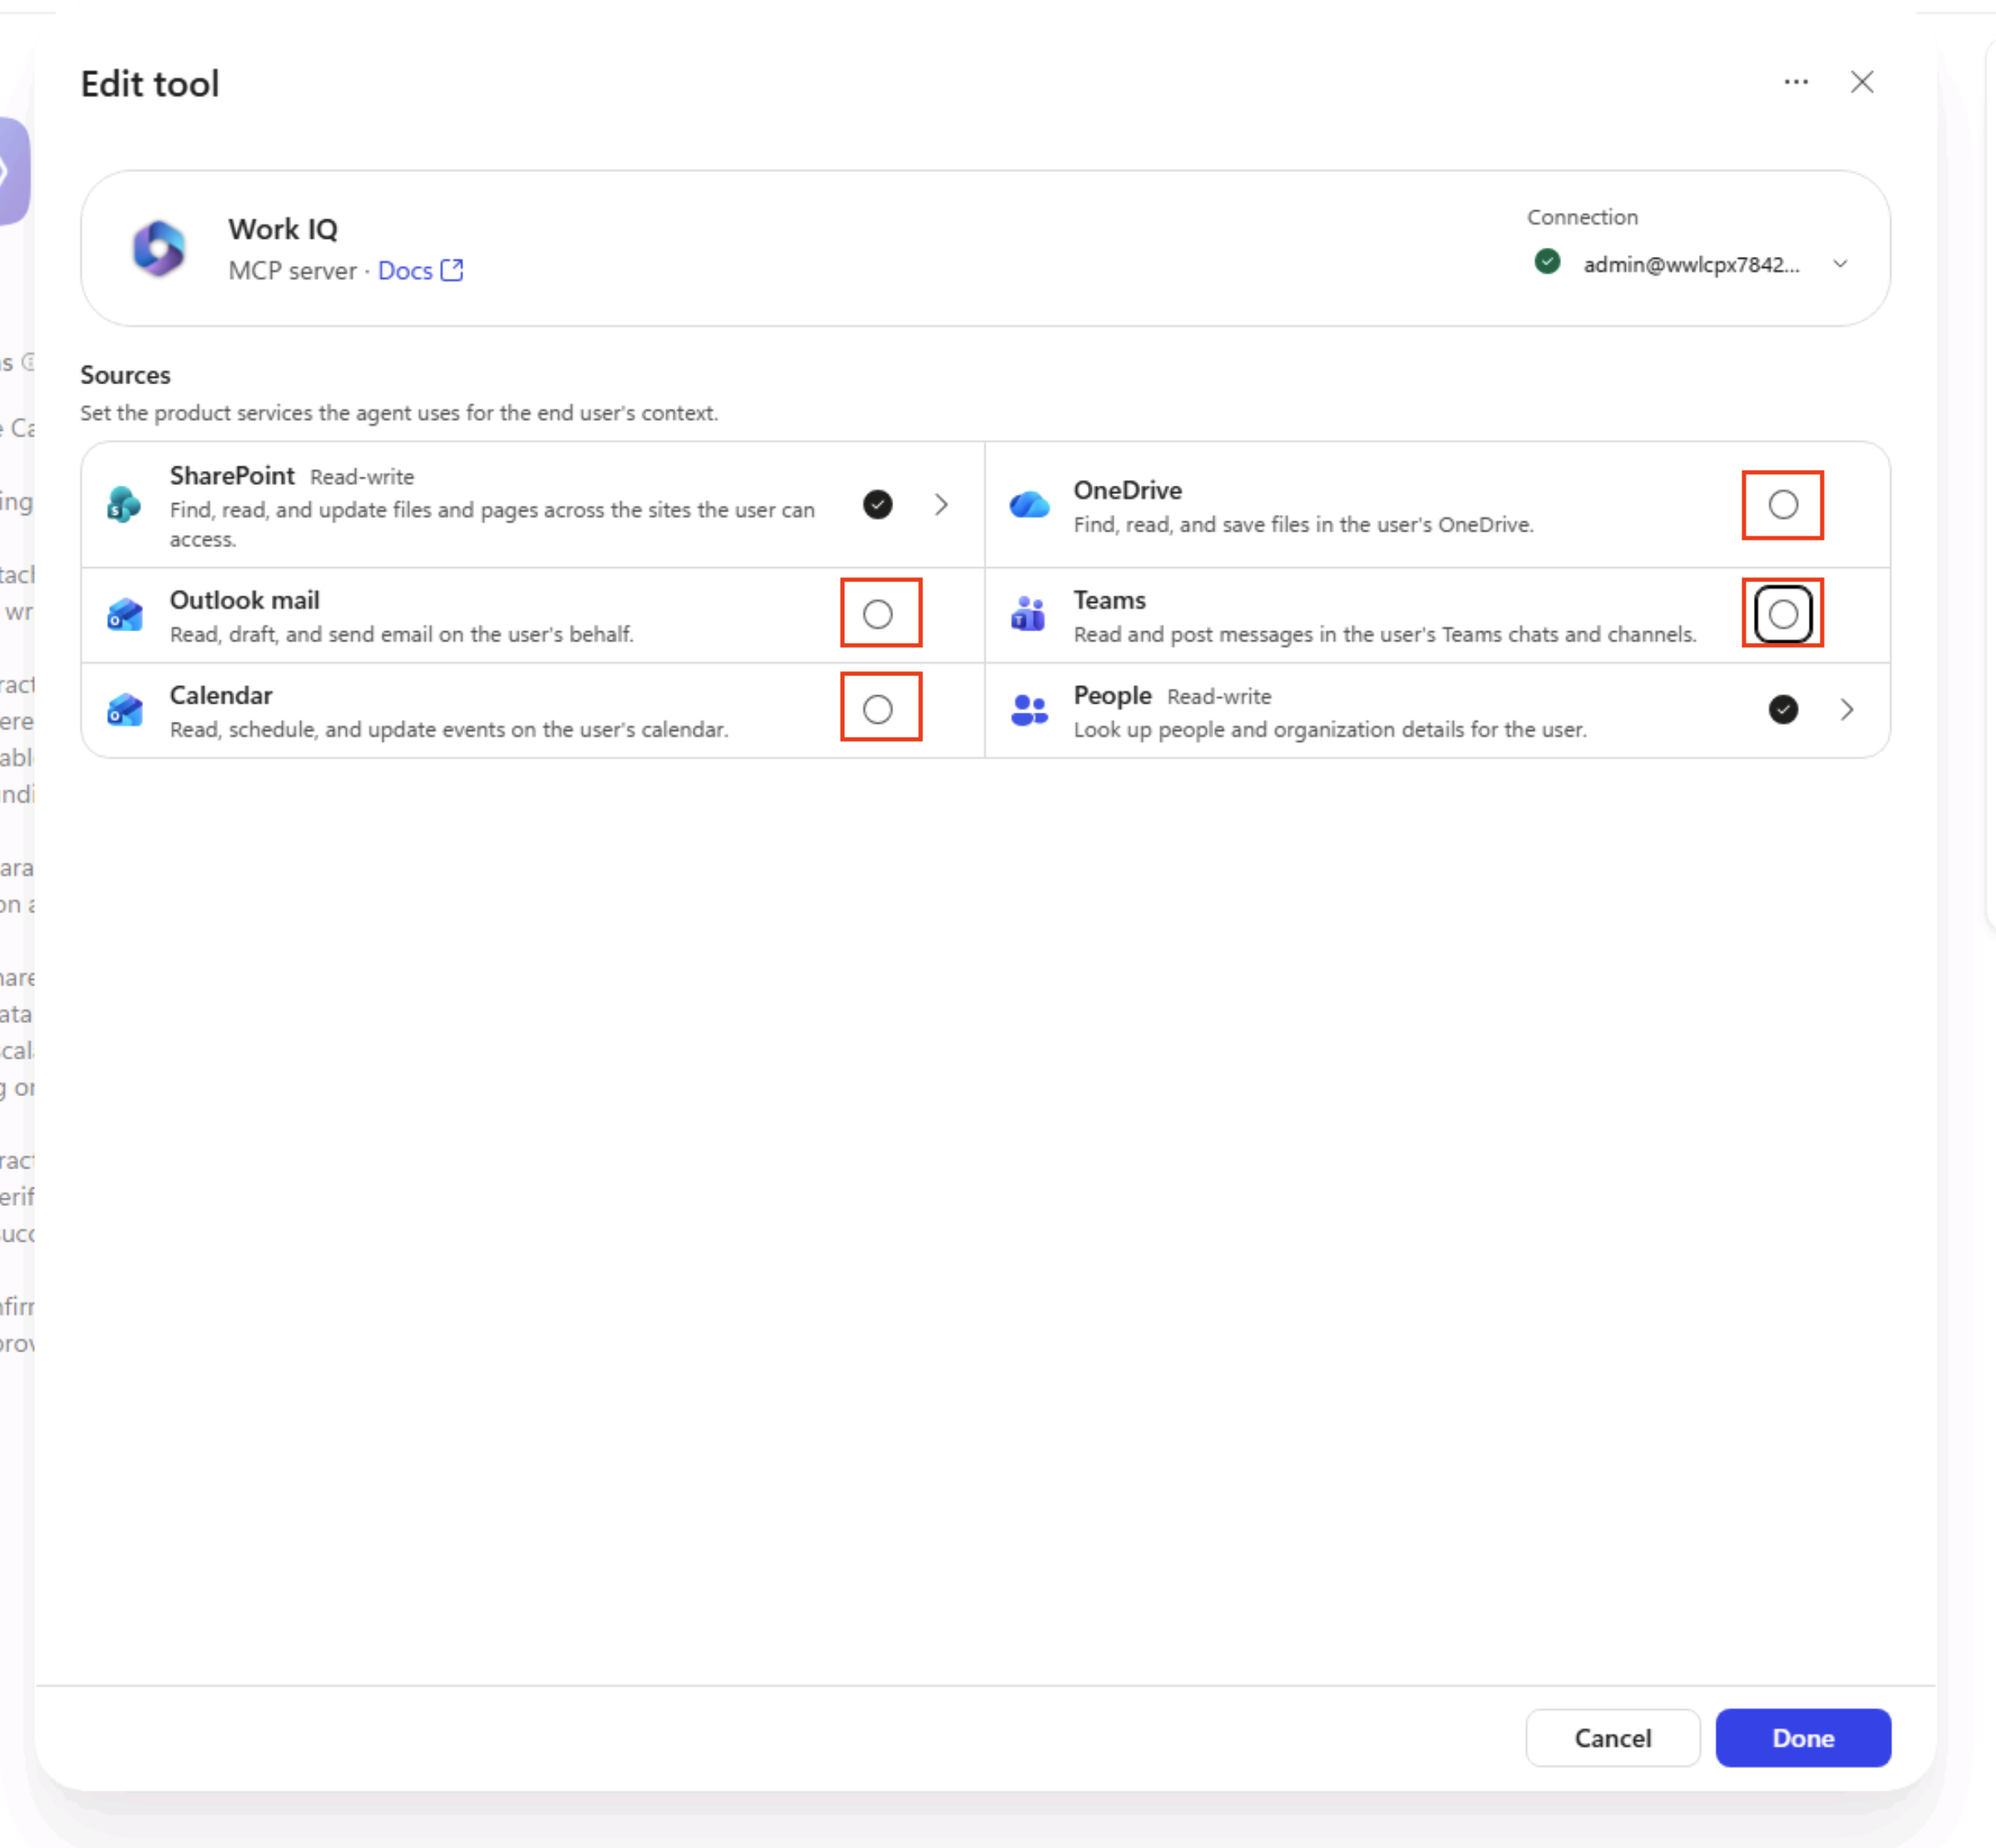 Edit tool
Work IQ
MCP server · Docs
Connection
admin@wwlcpx7842...
Sources
Set the product services the agent uses for the end user's context.
SharePoint Read-write
Find, read, and update files and pages across the sites the user can
access.
OneDrive
Find, read, and save files in the user's OneDrive.
Outlook mail
Read, draft, and send email on the user's behalf.
Teams
Read and post messages in the user's Teams chats and channels.
Calendar
Read, schedule, and update events on the user's calendar.
People Read-write
Look up people and organization details for the user.
Cancel
Done